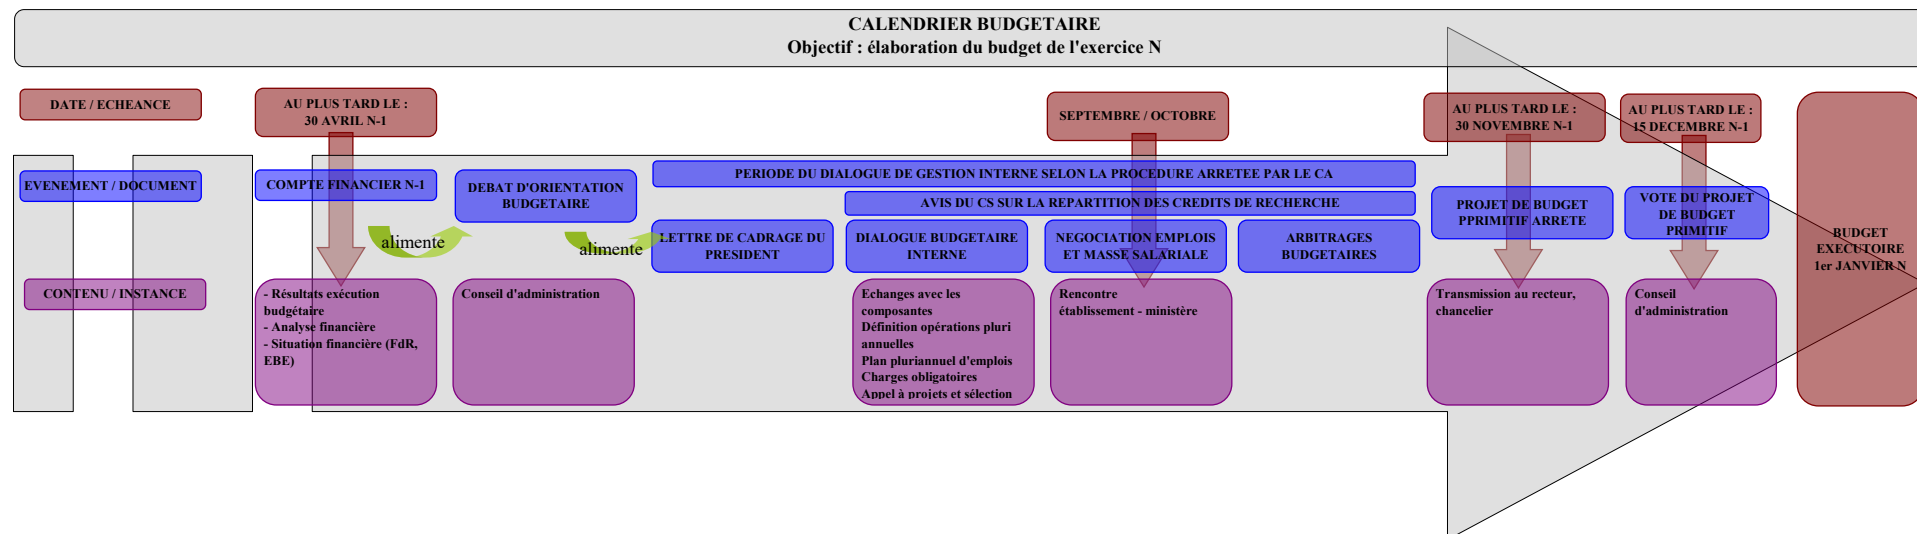 CALENDRIER BUDGETAIRE
Objectif : élaboration du budget de l'exercice N
DATE / ECHEANCE
AU PLUS TARD LE :
30 AVRIL N-1
SEPTEMBRE / OCTOBRE
AU PLUS TARD LE :
30 NOVEMBRE N-1
AU PLUS TARD LE :
15 DECEMBRE N-1
EVENEMENT / DOCUMENT
COMPTE FINANCIER N-1
DEBAT D'ORIENTATION
BUDGETAIRE
PERIODE DU DIALOGUE DE GESTION INTERNE SELON LA PROCEDURE ARRETEE PAR LE CA
AVIS DU CS SUR LA REPARTITION DES CREDITS DE RECHERCHE
PROJET DE BUDGET
PPRIMITIF ARRETE
VOTE DU PROJET
DE BUDGET
PRIMITIF
alimente
alimente
LETTRE DE CADRAGE DU
PRESIDENT
DIALOGUE BUDGETAIRE
INTERNE
NEGOCIATION EMPLOIS
ET MASSE SALARIALE
ARBITRAGES
BUDGETAIRES
BUDGET
EXECUTOIRE
1er JANVIER N
CONTENU / INSTANCE
- Résultats exécution
budgétaire
- Analyse financière
- Situation financière (FdR,
EBE)
Conseil d'administration
Echanges avec les
composantes
Définition opérations pluri
annuelles
Plan pluriannuel d'emplois
Charges obligatoires
Appel à projets et sélection
Rencontre
établissement - ministère
Transmission au recteur,
chancelier
Conseil
d'administration